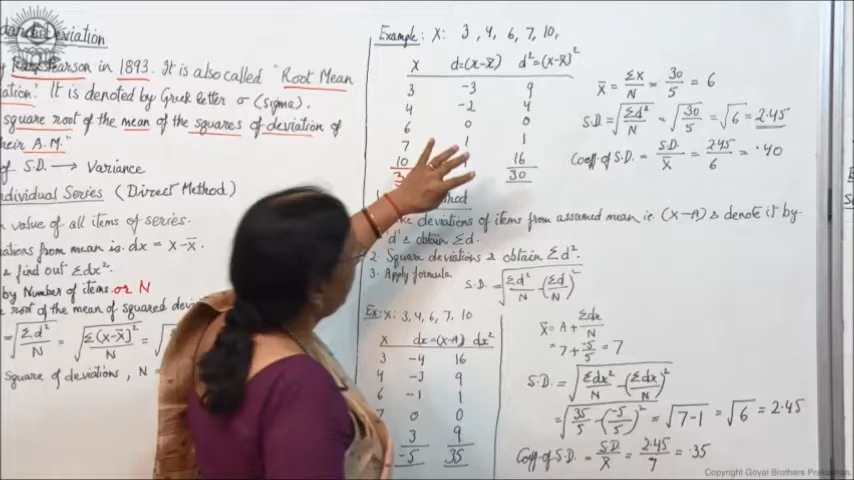 Standard Deviation
by Karl Pearson in 1893. It is also called "Root Mean
It is denoted by Greek letter σ (sigma).
square root of the mean of the squares of deviation of
their A.M."
of S.D. → Variance
Individual Series (Direct Method)
value of all items of series.
from mean i.e. dx = x-x̄.
& find out Σdx².
by Number of items. or N
root of the mean of squared
= √Σd²/N = √Σ(x-x̄)²/N = √
Square of deviations, N =
Example: X: 3, 4, 6, 7, 10,
X d=(x-x̄) d²=(x-x̄)²
3 -3 9
4 -2 4
6 0 0
7 1 1
10 16
3 30
x̄ = Σx/N = 30/5 = 6
S.D = √Σd²/N = √30/5 = √6 = 2.45
Coeff. of S.D. = S.D./x̄ = 2.45/6 = .40
deviations of items from assumed mean i.e. (X-A) & denote it by
'd' & obtain Σd.
2. Square deviations & obtain Σd².
3. Apply formula
S.D. = √Σd²/N - (Σd/N)²
Ex: X: 3, 4, 6, 7, 10
X dx=(X-A) dx²
3 -4 16
4 -3 9
6 -1 1
7 0 0
3 9
-5 35
x̄ = A + Σdx/N
= 7 + -5/5 = 7
S.D. = √Σdx²/N - (Σdx/N)²
= √35/5 - (-5/5)² = √7-1 = √6 = 2.45
Coeff. of S.D. = S.D/x̄ = 2.45/7 = .35
Copyright Goyal Brothers Prakashan